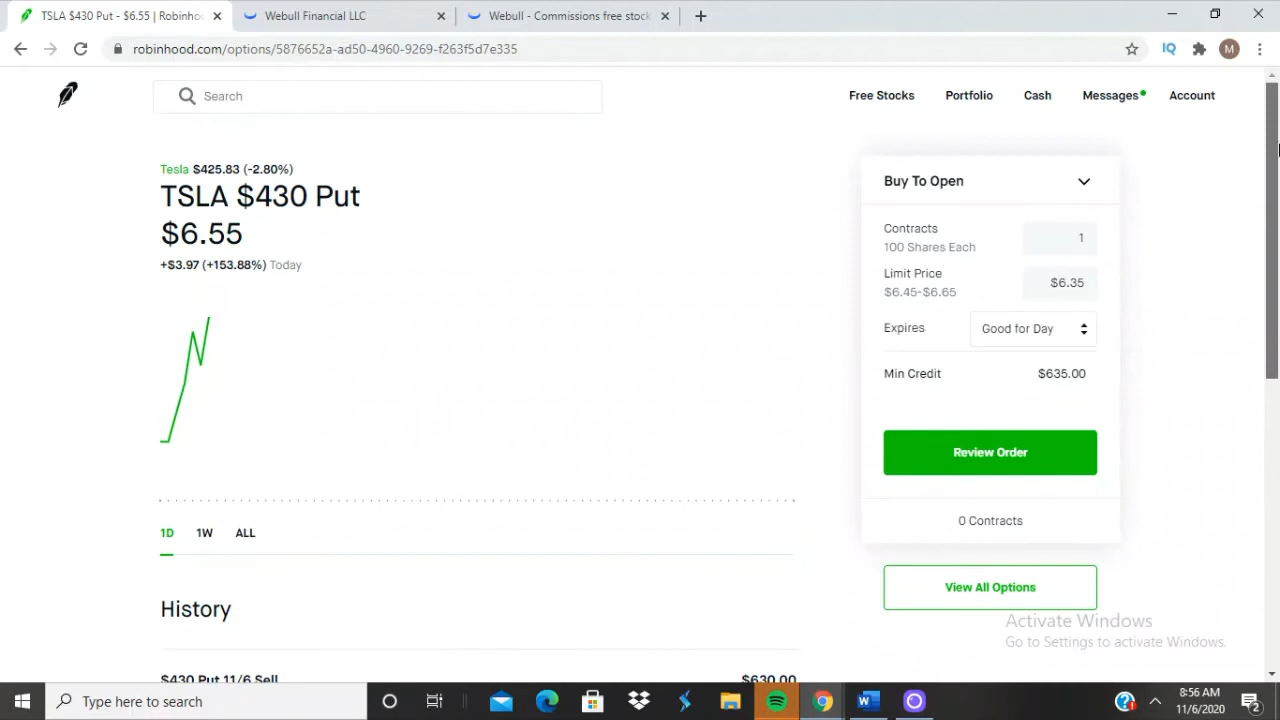 TSLA $430 Put - $6.55 | Robinh
Webull Financial LLC
Webull - Commissions free stock
robinhood.com/options/5876652a-ad50-4960-9269-f263f5d7e335
IQ
M
Search
Free Stocks
Portfolio
Cash
Messages
Account
Tesla $425.83 (-2.80%)
TSLA $430 Put
$6.55
+$3.97 (+153.88%) Today
1D
1W
ALL
History
$430 Put 11/6 Sell
$630.00
Buy To Open
Contracts
100 Shares Each
1
Limit Price
$6.45-$6.65
$6.35
Expires
Good for Day
Min Credit
$635.00
Review Order
0 Contracts
View All Options
Activate Windows
Go to Settings to activate Windows.
Type here to search
8:56 AM
11/6/2020
2